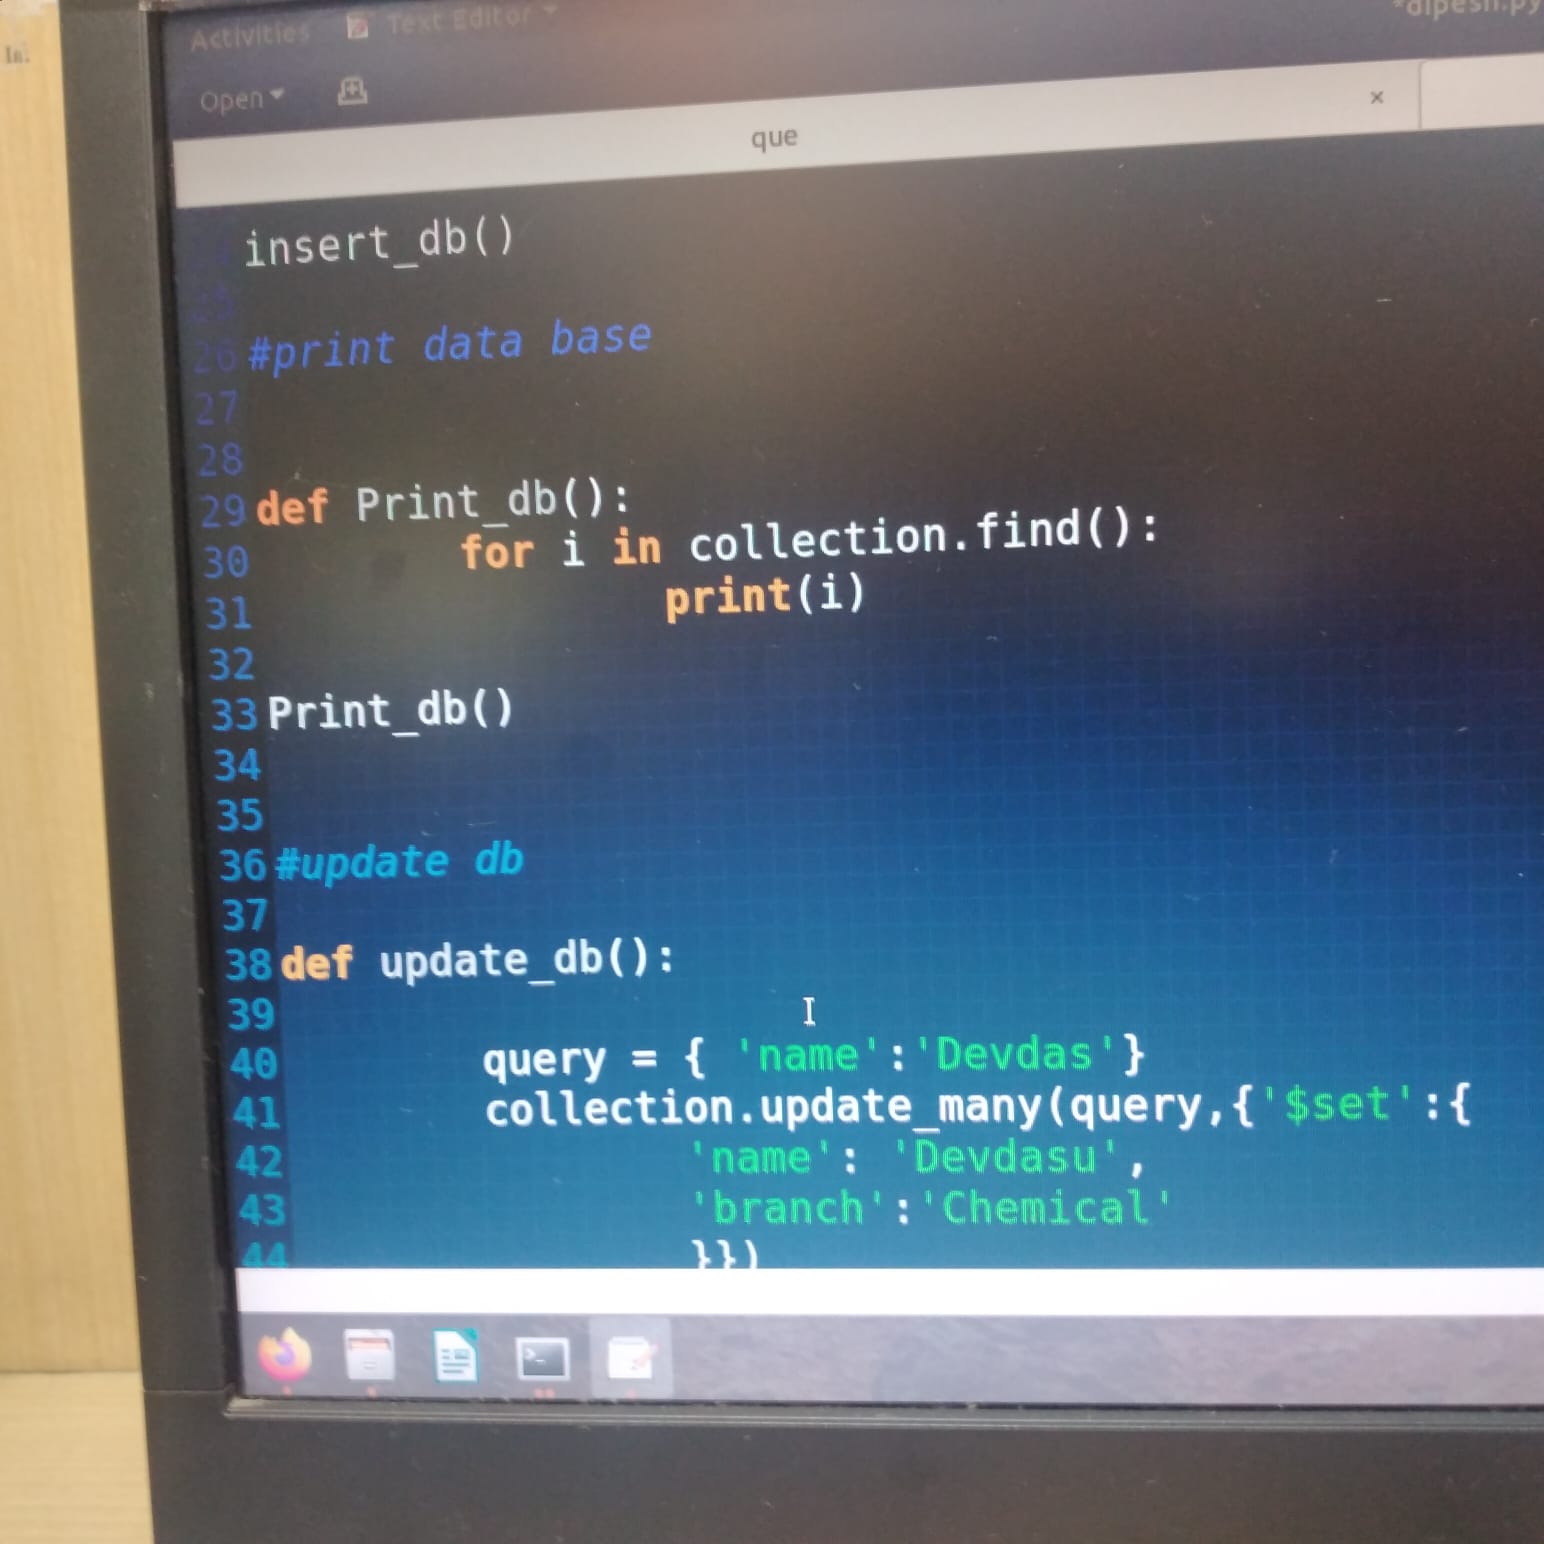 Activities Text Editor
*dipesh.py
Open
que ×
insert_db()
25
26 #print data base
27
28
29 def Print_db():
30 for i in collection.find():
31 print(i)
32
33 Print_db()
34
35
36 #update db
37
38 def update_db():
39
40 query = { 'name':'Devdas'}
41 collection.update_many(query,{'$set':{
42 'name': 'Devdasu',
43 'branch':'Chemical'
44 }})